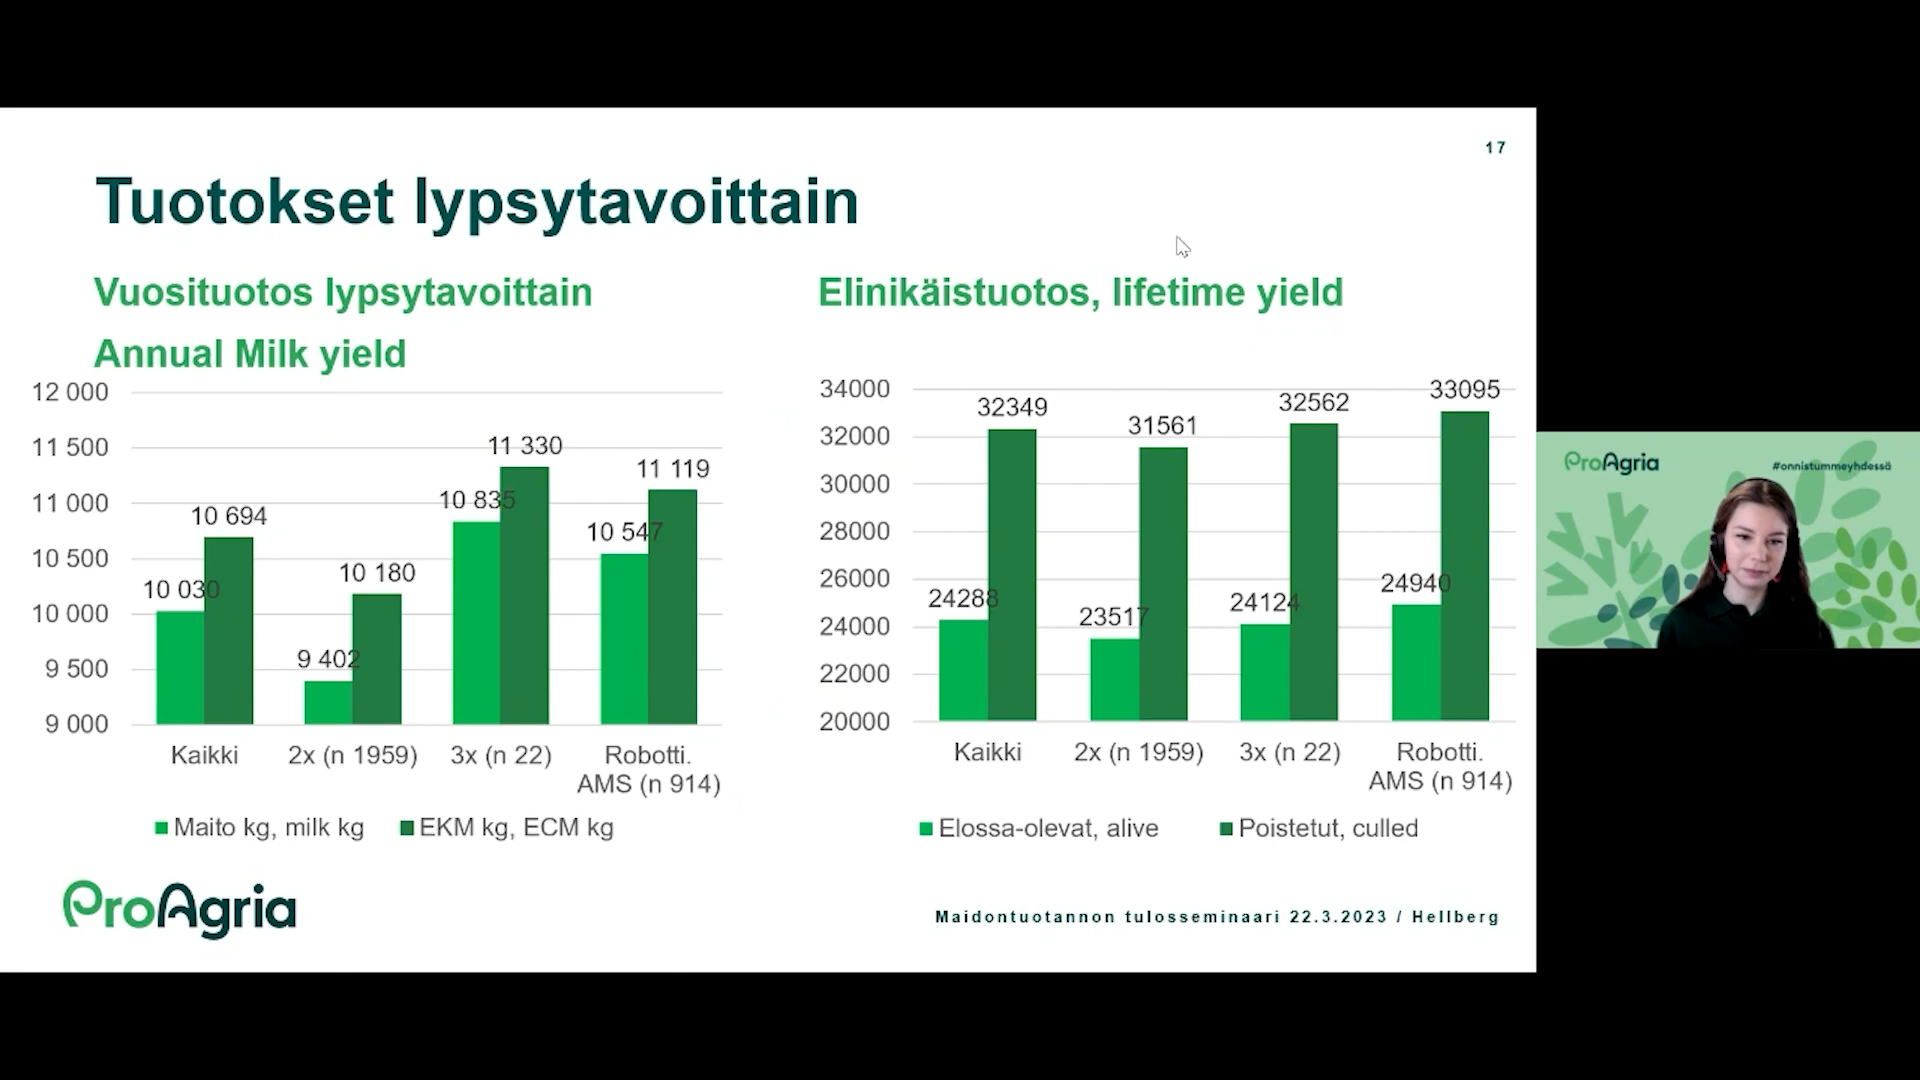 17
Tuotokset lypsytavoittain
Vuosituotos lypsytavoittain
Annual Milk yield
12 000
11 500
11 000
10 500
10 000
9 500
9 000
10 030
10 694
9 402
10 180
10 835
11 330
10 547
11 119
Kaikki
2x (n 1959)
3x (n 22)
Robotti.
AMS (n 914)
Maito kg, milk kg
EKM kg, ECM kg
Elinikäistuotos, lifetime yield
34000
32000
30000
28000
26000
24000
22000
20000
24288
32349
23517
31561
24124
32562
24940
33095
Kaikki
2x (n 1959)
3x (n 22)
Robotti.
AMS (n 914)
Elossa-olevat, alive
Poistetut, culled
ProAgria
Maidontuotannon tulosseminaari 22.3.2023 / Hellberg
ProAgria
#onnistummeyhdessä